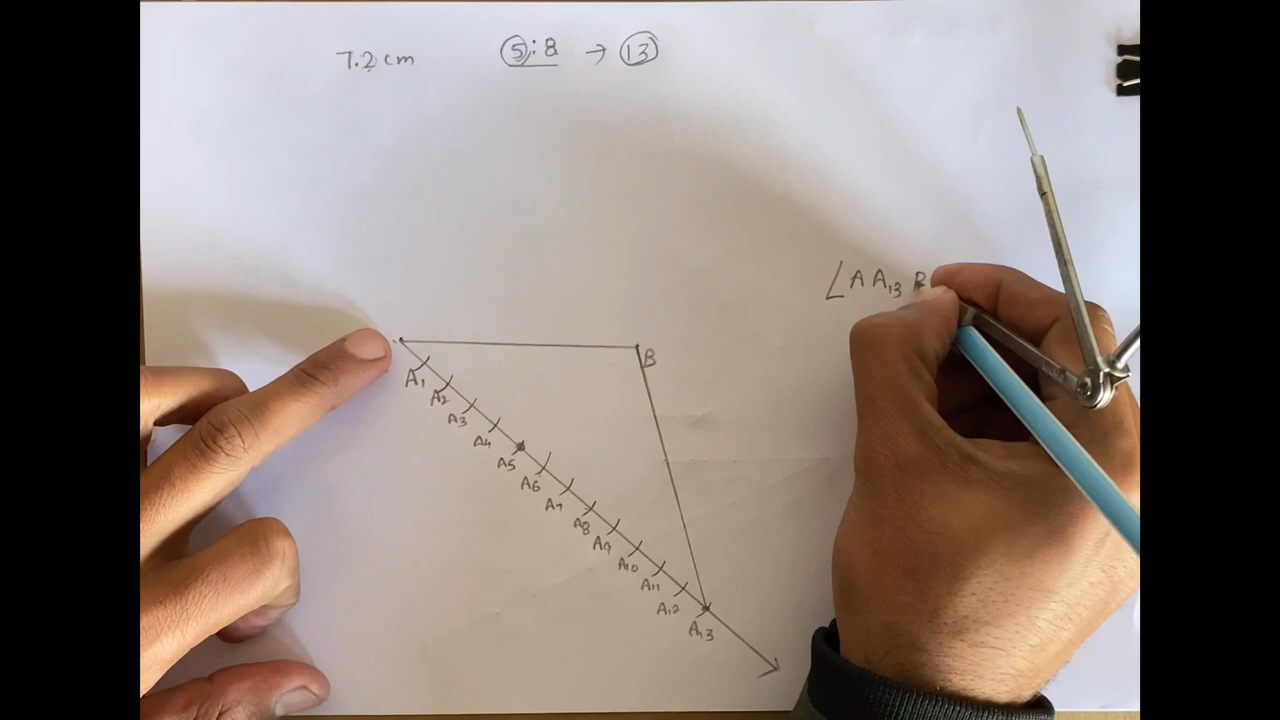 7.2 cm 5:8 → 13
∠AA₁₃B
B
A₁
A₂
A₃
A₄
A₅
A₆
A₇
A₈
A₉
A₁₀
A₁₁
A₁₂
A₁₃